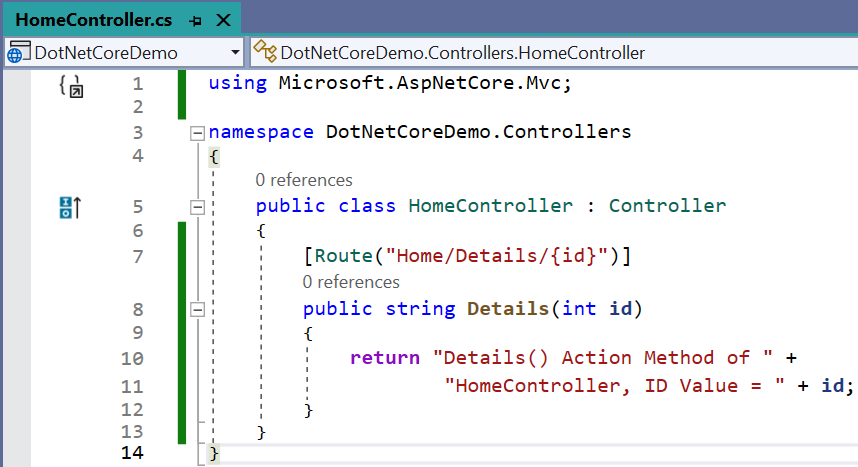 HomeController.cs
DotNetCoreDemo DotNetCoreDemo.Controllers.HomeController
1 using Microsoft.AspNetCore.Mvc;
2
3 namespace DotNetCoreDemo.Controllers
4 {
0 references
5 public class HomeController : Controller
6 {
7 [Route("Home/Details/{id}")]
0 references
8 public string Details(int id)
9 {
10 return "Details() Action Method of " +
11 "HomeController, ID Value = " + id;
12 }
13 }
14 }